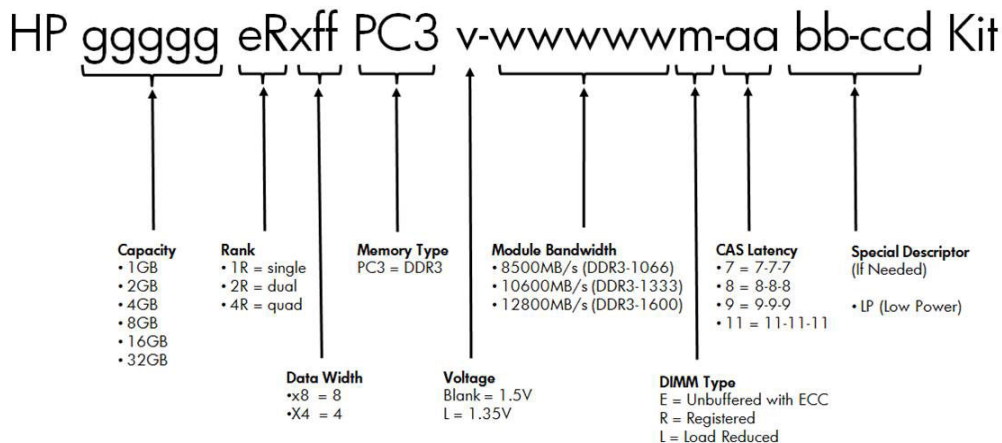 HP ggggg eRxff PC3 v-wwwwwm-aa bb-ccd Kit
Capacity
• 1GB
• 2GB
• 4GB
• 8GB
• 16GB
• 32GB
Rank
• 1R = single
• 2R = dual
• 4R = quad
Memory Type
PC3 = DDR3
Module Bandwidth
• 8500MB/s (DDR3-1066)
• 10600MB/s (DDR3-1333)
• 12800MB/s (DDR3-1600)
CAS Latency
• 7 = 7-7-7
• 8 = 8-8-8
• 9 = 9-9-9
• 11 = 11-11-11
Special Descriptor
(If Needed)
• LP (Low Power)
Data Width
•x8 = 8
•X4 = 4
Voltage
Blank = 1.5V
L = 1.35V
DIMM Type
E = Unbuffered with ECC
R = Registered
L = Load Reduced